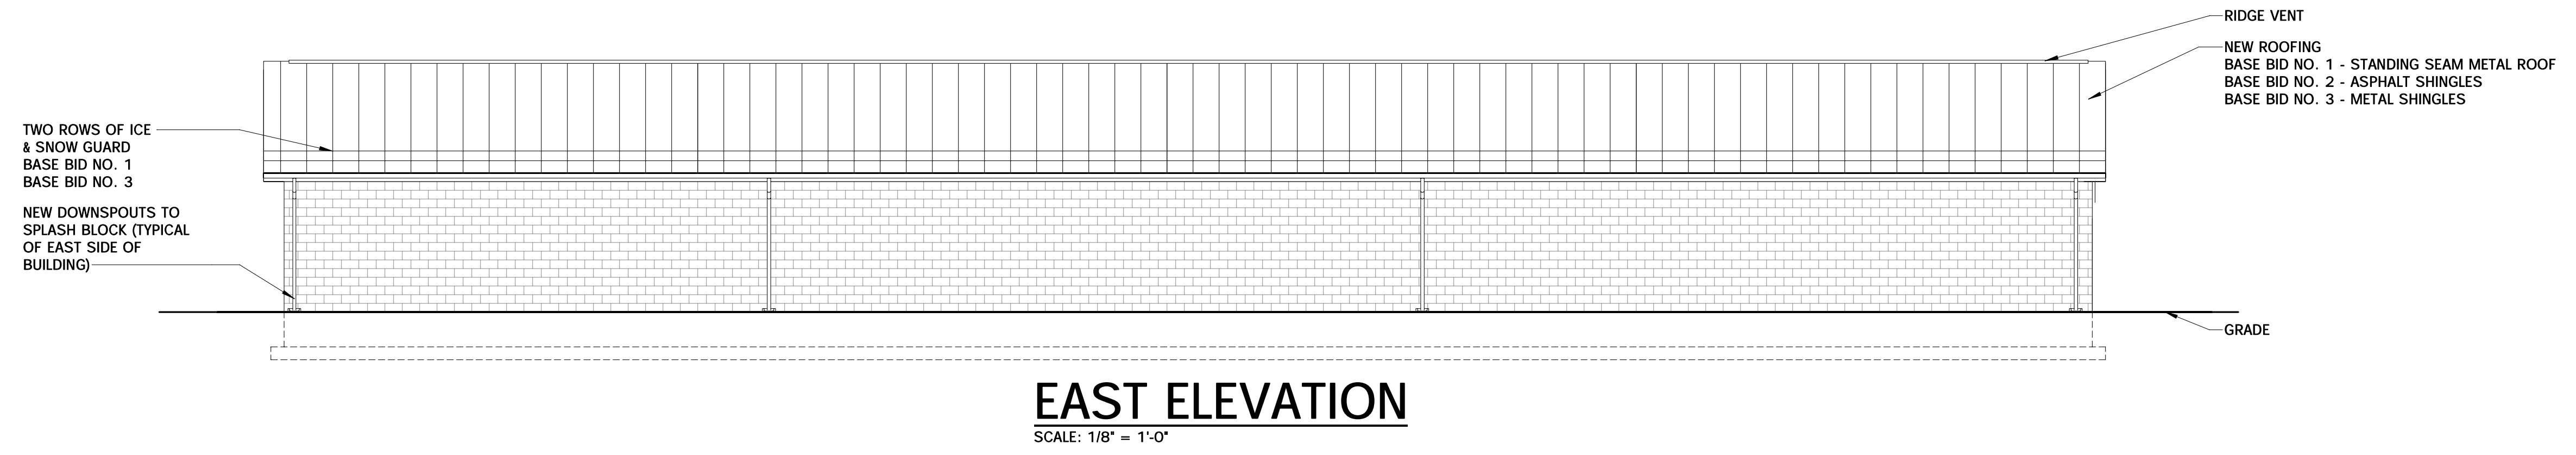 RIDGE VENT
NEW ROOFING
BASE BID NO. 1 - STANDING SEAM METAL ROOF
BASE BID NO. 2 - ASPHALT SHINGLES
BASE BID NO. 3 - METAL SHINGLES
TWO ROWS OF ICE
& SNOW GUARD
BASE BID NO. 1
BASE BID NO. 3
NEW DOWNSPOUTS TO
SPLASH BLOCK (TYPICAL
OF EAST SIDE OF
BUILDING)
GRADE
EAST ELEVATION
SCALE: 1/8" = 1'-0"